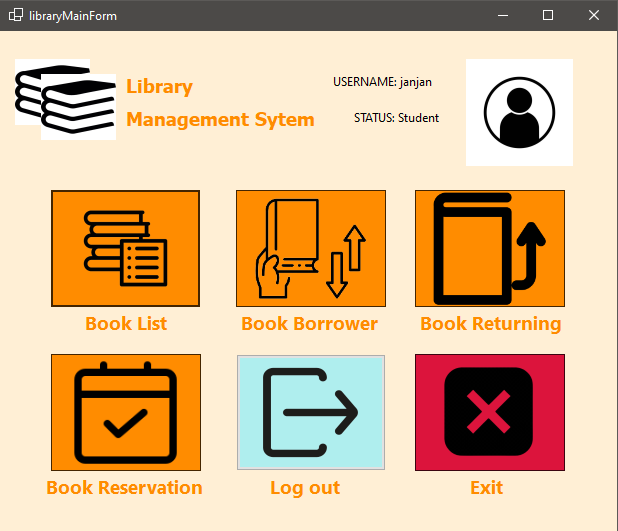 libraryMainForm
Library
Management Sytem
USERNAME: janjan
STATUS: Student
Book List
Book Borrower
Book Returning
Book Reservation
Log out
Exit